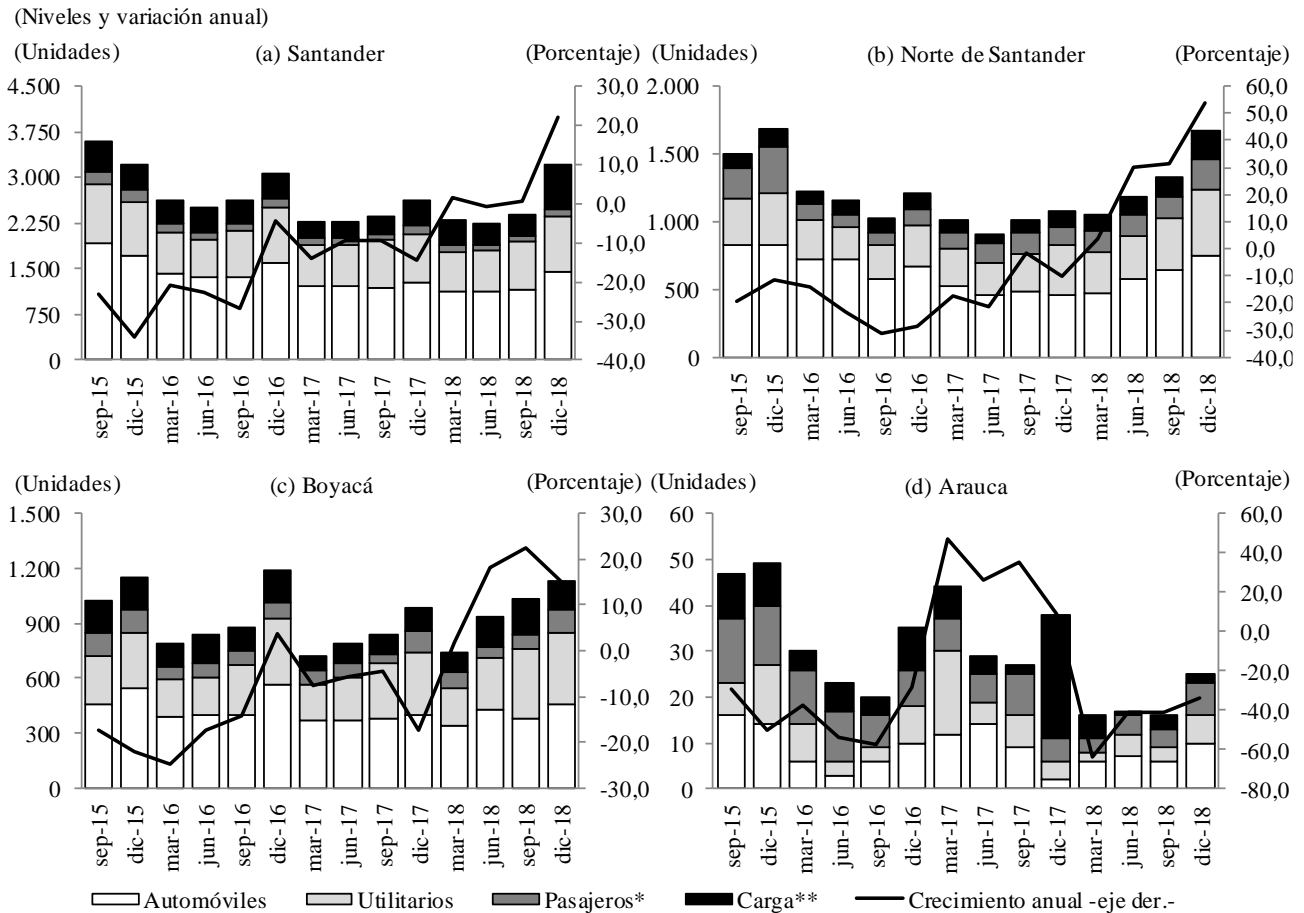 (Niveles y variación anual)
(Unidades) (a) Santander (Porcentaje)
4.500
3.750
3.000
2.250
1.500
750
0
30,0
20,0
10,0
0,0
-10,0
-20,0
-30,0
-40,0
sep-15
dic-15
mar-16
jun-16
sep-16
dic-16
mar-17
jun-17
sep-17
dic-17
mar-18
jun-18
sep-18
dic-18
(Unidades) (b) Norte de Santander (Porcentaje)
2.000
1.500
1.000
500
0
60,0
50,0
40,0
30,0
20,0
10,0
0,0
-10,0
-20,0
-30,0
-40,0
sep-15
dic-15
mar-16
jun-16
sep-16
dic-16
mar-17
jun-17
sep-17
dic-17
mar-18
jun-18
sep-18
dic-18
(Unidades) (c) Boyacá (Porcentaje)
1.500
1.200
900
600
300
0
30,0
20,0
10,0
0,0
-10,0
-20,0
-30,0
sep-15
dic-15
mar-16
jun-16
sep-16
dic-16
mar-17
jun-17
sep-17
dic-17
mar-18
jun-18
sep-18
dic-18
(Unidades) (d) Arauca (Porcentaje)
60
50
40
30
20
10
0
60,0
40,0
20,0
0,0
-20,0
-40,0
-60,0
-80,0
sep-15
dic-15
mar-16
jun-16
sep-16
dic-16
mar-17
jun-17
sep-17
dic-17
mar-18
jun-18
sep-18
dic-18
Automóviles Utilitarios Pasajeros* Carga** Crecimiento anual -eje der.-